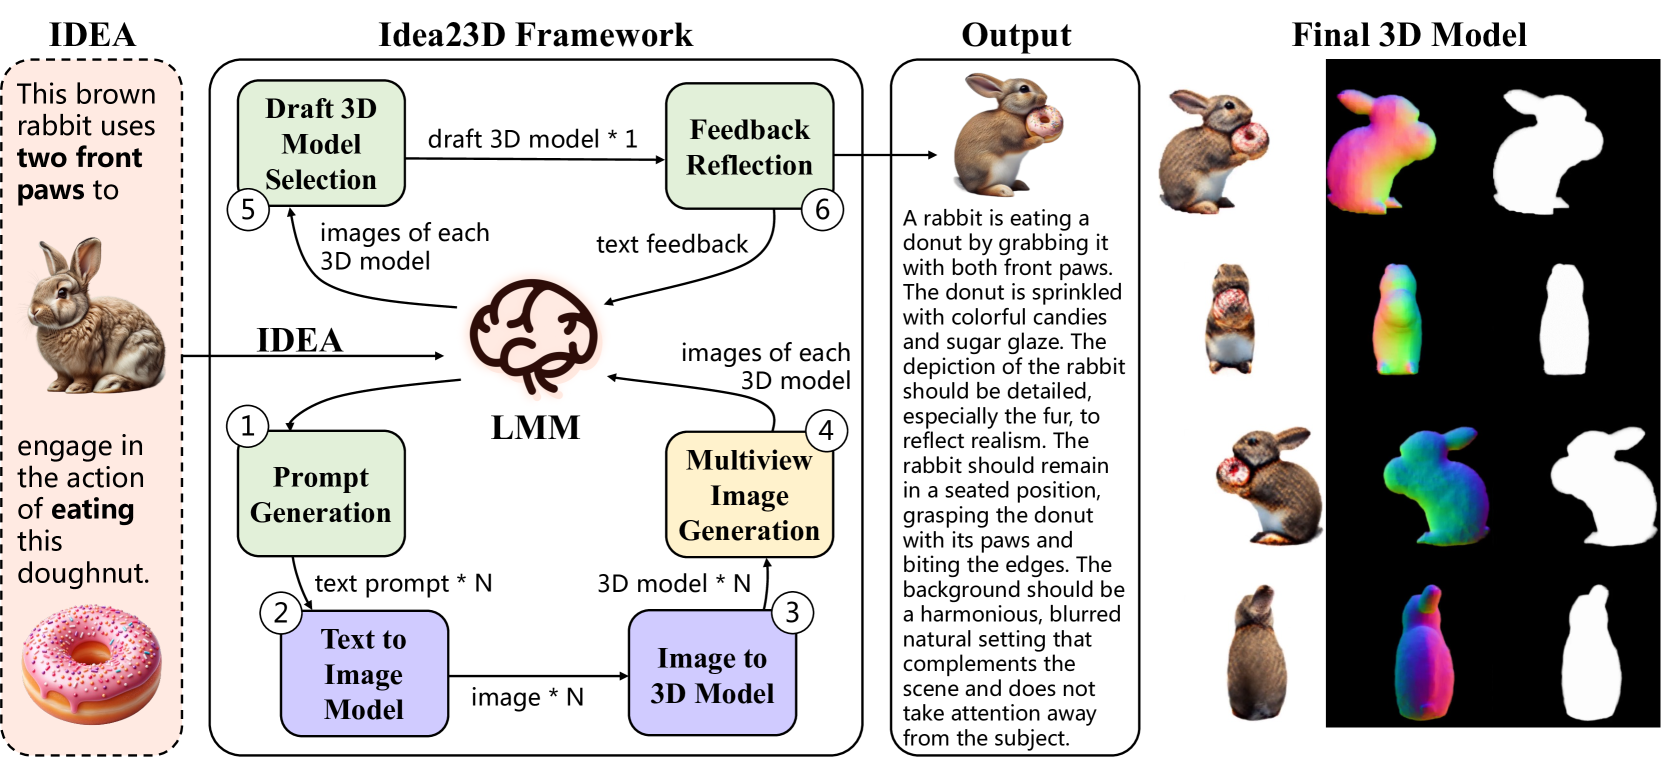 IDEA
Idea23D Framework
Output
Final 3D Model
This brown
rabbit uses
two front
paws to
engage in
the action
of eating
this
doughnut.
IDEA
LMM
1
Prompt
Generation
text prompt * N
2
Text to
Image
Model
image * N
3
Image to
3D Model
3D model * N
4
Multiview
Image
Generation
images of each
3D model
images of each
3D model
5
Draft 3D
Model
Selection
draft 3D model * 1
6
Feedback
Reflection
text feedback
A rabbit is eating a
donut by grabbing it
with both front paws.
The donut is sprinkled
with colorful candies
and sugar glaze. The
depiction of the rabbit
should be detailed,
especially the fur, to
reflect realism. The
rabbit should remain
in a seated position,
grasping the donut
with its paws and
biting the edges. The
background should be
a harmonious, blurred
natural setting that
complements the
scene and does not
take attention away
from the subject.